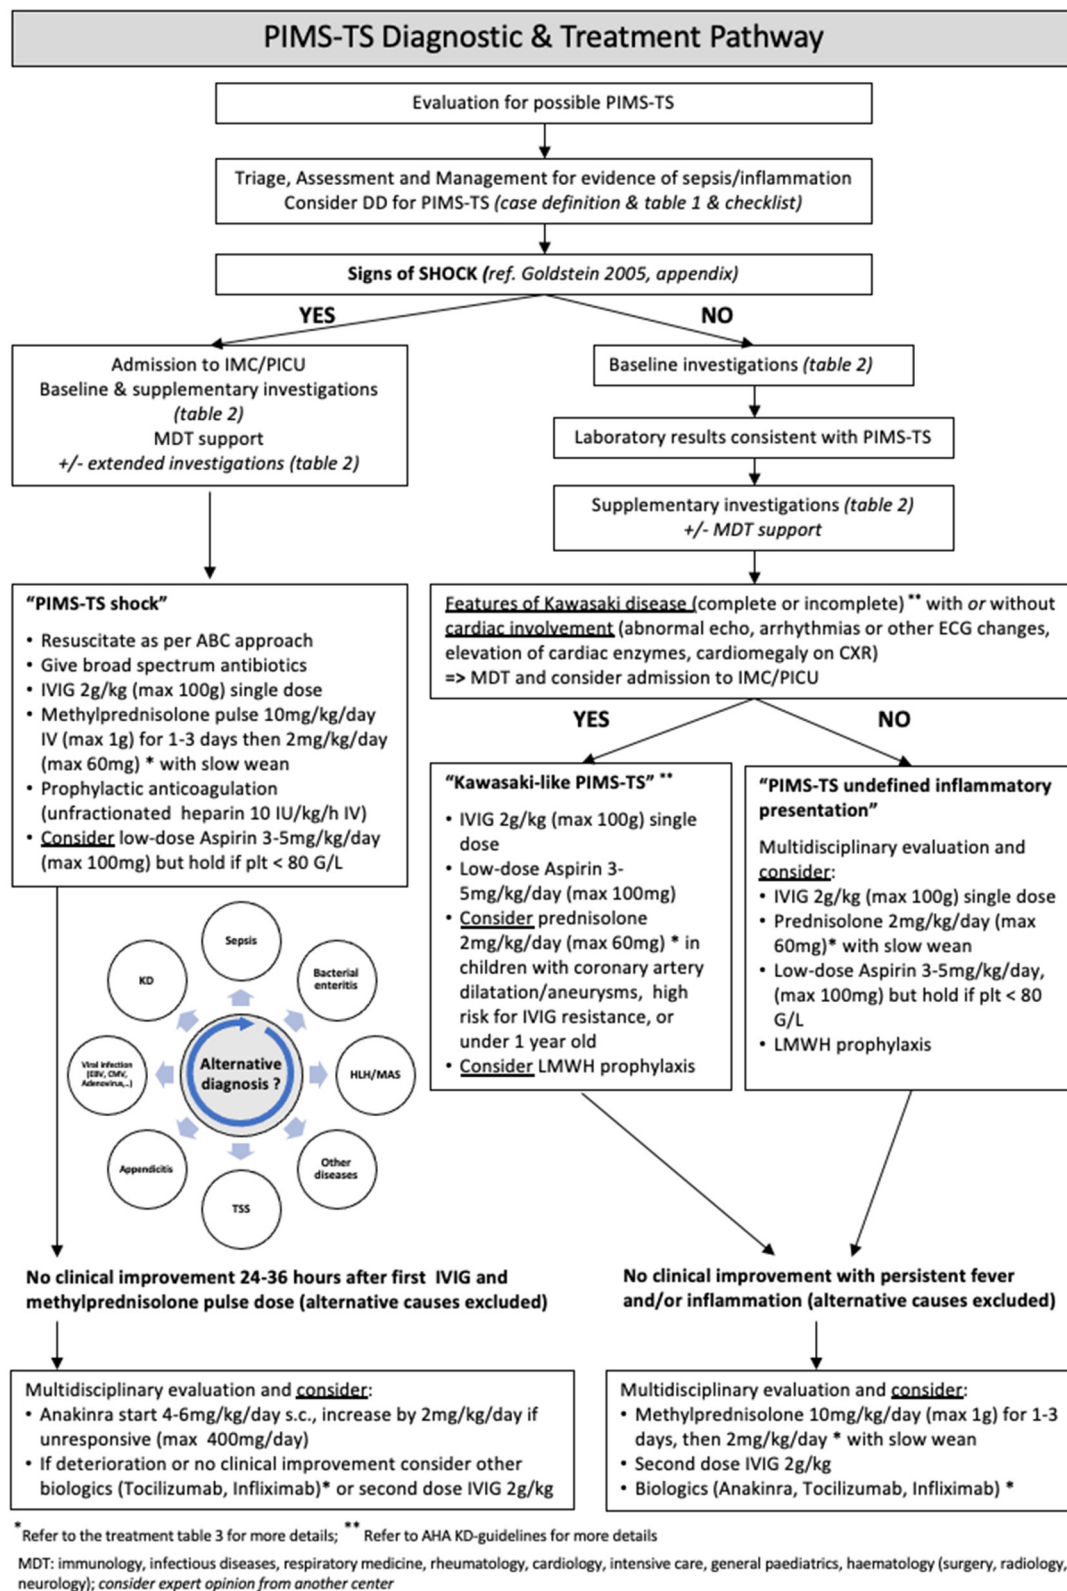 PIMS-TS Diagnostic & Treatment Pathway
Evaluation for possible PIMS-TS
Triage, Assessment and Management for evidence of sepsis/inflammation
Consider DD for PIMS-TS (case definition & table 1 & checklist)
Signs of SHOCK (ref. Goldstein 2005, appendix)
YES
NO
Admission to IMC/PICU
Baseline & supplementary investigations
(table 2)
MDT support
+/- extended investigations (table 2)
Baseline investigations (table 2)
Laboratory results consistent with PIMS-TS
Supplementary investigations (table 2)
+/- MDT support
"PIMS-TS shock"
• Resuscitate as per ABC approach
• Give broad spectrum antibiotics
• IVIG 2g/kg (max 100g) single dose
• Methylprednisolone pulse 10mg/kg/day
IV (max 1g) for 1-3 days then 2mg/kg/day
(max 60mg) * with slow wean
• Prophylactic anticoagulation
(unfractionated heparin 10 IU/kg/h IV)
• Consider low-dose Aspirin 3-5mg/kg/day
(max 100mg) but hold if plt < 80 G/L
Features of Kawasaki disease (complete or incomplete) ** with or without
cardiac involvement (abnormal echo, arrhythmias or other ECG changes,
elevation of cardiac enzymes, cardiomegaly on CXR)
=> MDT and consider admission to IMC/PICU
YES
NO
"Kawasaki-like PIMS-TS" **
• IVIG 2g/kg (max 100g) single
dose
• Low-dose Aspirin 3-
5mg/kg/day (max 100mg)
• Consider prednisolone
2mg/kg/day (max 60mg) * in
children with coronary artery
dilatation/aneurysms, high
risk for IVIG resistance, or
under 1 year old
• Consider LMWH prophylaxis
"PIMS-TS undefined inflammatory
presentation"
Multidisciplinary evaluation and
consider:
• IVIG 2g/kg (max 100g) single dose
• Prednisolone 2mg/kg/day (max
60mg)* with slow wean
• Low-dose Aspirin 3-5mg/kg/day,
(max 100mg) but hold if plt < 80
G/L
• LMWH prophylaxis
Alternative
diagnosis ?
Sepsis
Bacterial
enteritis
HLH/MAS
Other
diseases
TSS
Appendicitis
Viral infection
(EBV, CMV,
Adenovirus,..)
KD
No clinical improvement 24-36 hours after first IVIG and
methylprednisolone pulse dose (alternative causes excluded)
No clinical improvement with persistent fever
and/or inflammation (alternative causes excluded)
Multidisciplinary evaluation and consider:
• Anakinra start 4-6mg/kg/day s.c., increase by 2mg/kg/day if
unresponsive (max 400mg/day)
• If deterioration or no clinical improvement consider other
biologics (Tocilizumab, Infliximab)* or second dose IVIG 2g/kg
Multidisciplinary evaluation and consider:
• Methylprednisolone 10mg/kg/day (max 1g) for 1-3
days, then 2mg/kg/day * with slow wean
• Second dose IVIG 2g/kg
• Biologics (Anakinra, Tocilizumab, Infliximab) *
*Refer to the treatment table 3 for more details; ** Refer to AHA KD-guidelines for more details
MDT: immunology, infectious diseases, respiratory medicine, rheumatology, cardiology, intensive care, general paediatrics, haematology (surgery, radiology,
neurology); consider expert opinion from another center